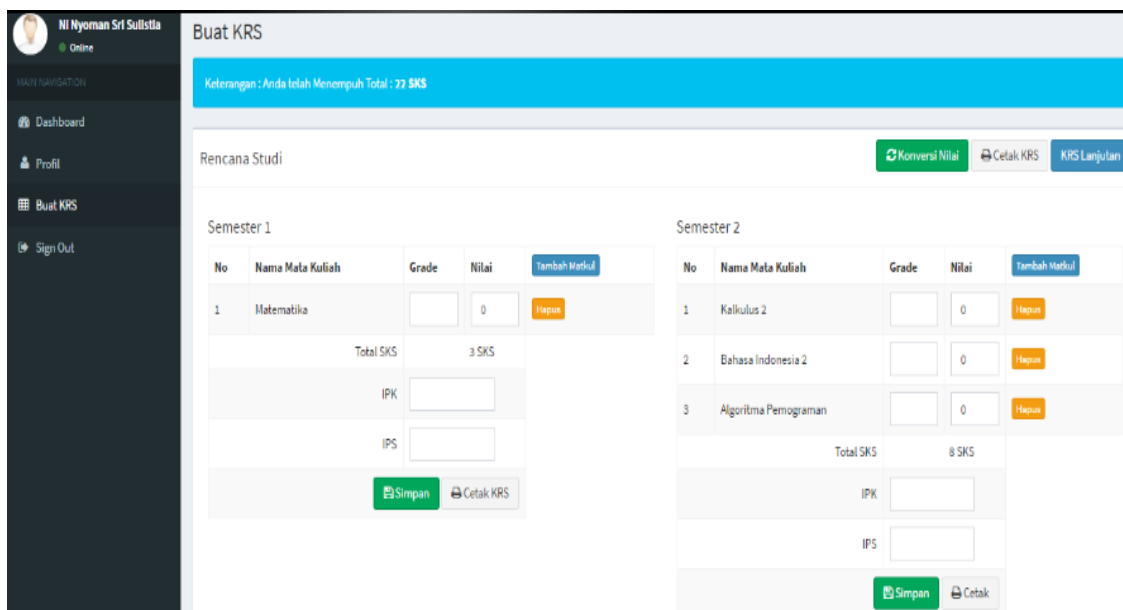 Ni Nyoman Sri Sulistia
Online
MAIN NAVIGATION
Dashboard
Profil
Buat KRS
Sign Out
Buat KRS
Keterangan : Anda telah Menempuh Total : 22 SKS
Rencana Studi
Konversi Nilai Cetak KRS KRS Lanjutan
Semester 1
No Nama Mata Kuliah Grade Nilai Tambah Matkul
1 Matematika 0 Hapus
Total SKS 3 SKS
IPK
IPS
Simpan Cetak KRS
Semester 2
No Nama Mata Kuliah Grade Nilai Tambah Matkul
1 Kalkulus 2 0 Hapus
2 Bahasa Indonesia 2 0 Hapus
3 Algoritma Pemograman 0 Hapus
Total SKS 8 SKS
IPK
IPS
Simpan Cetak